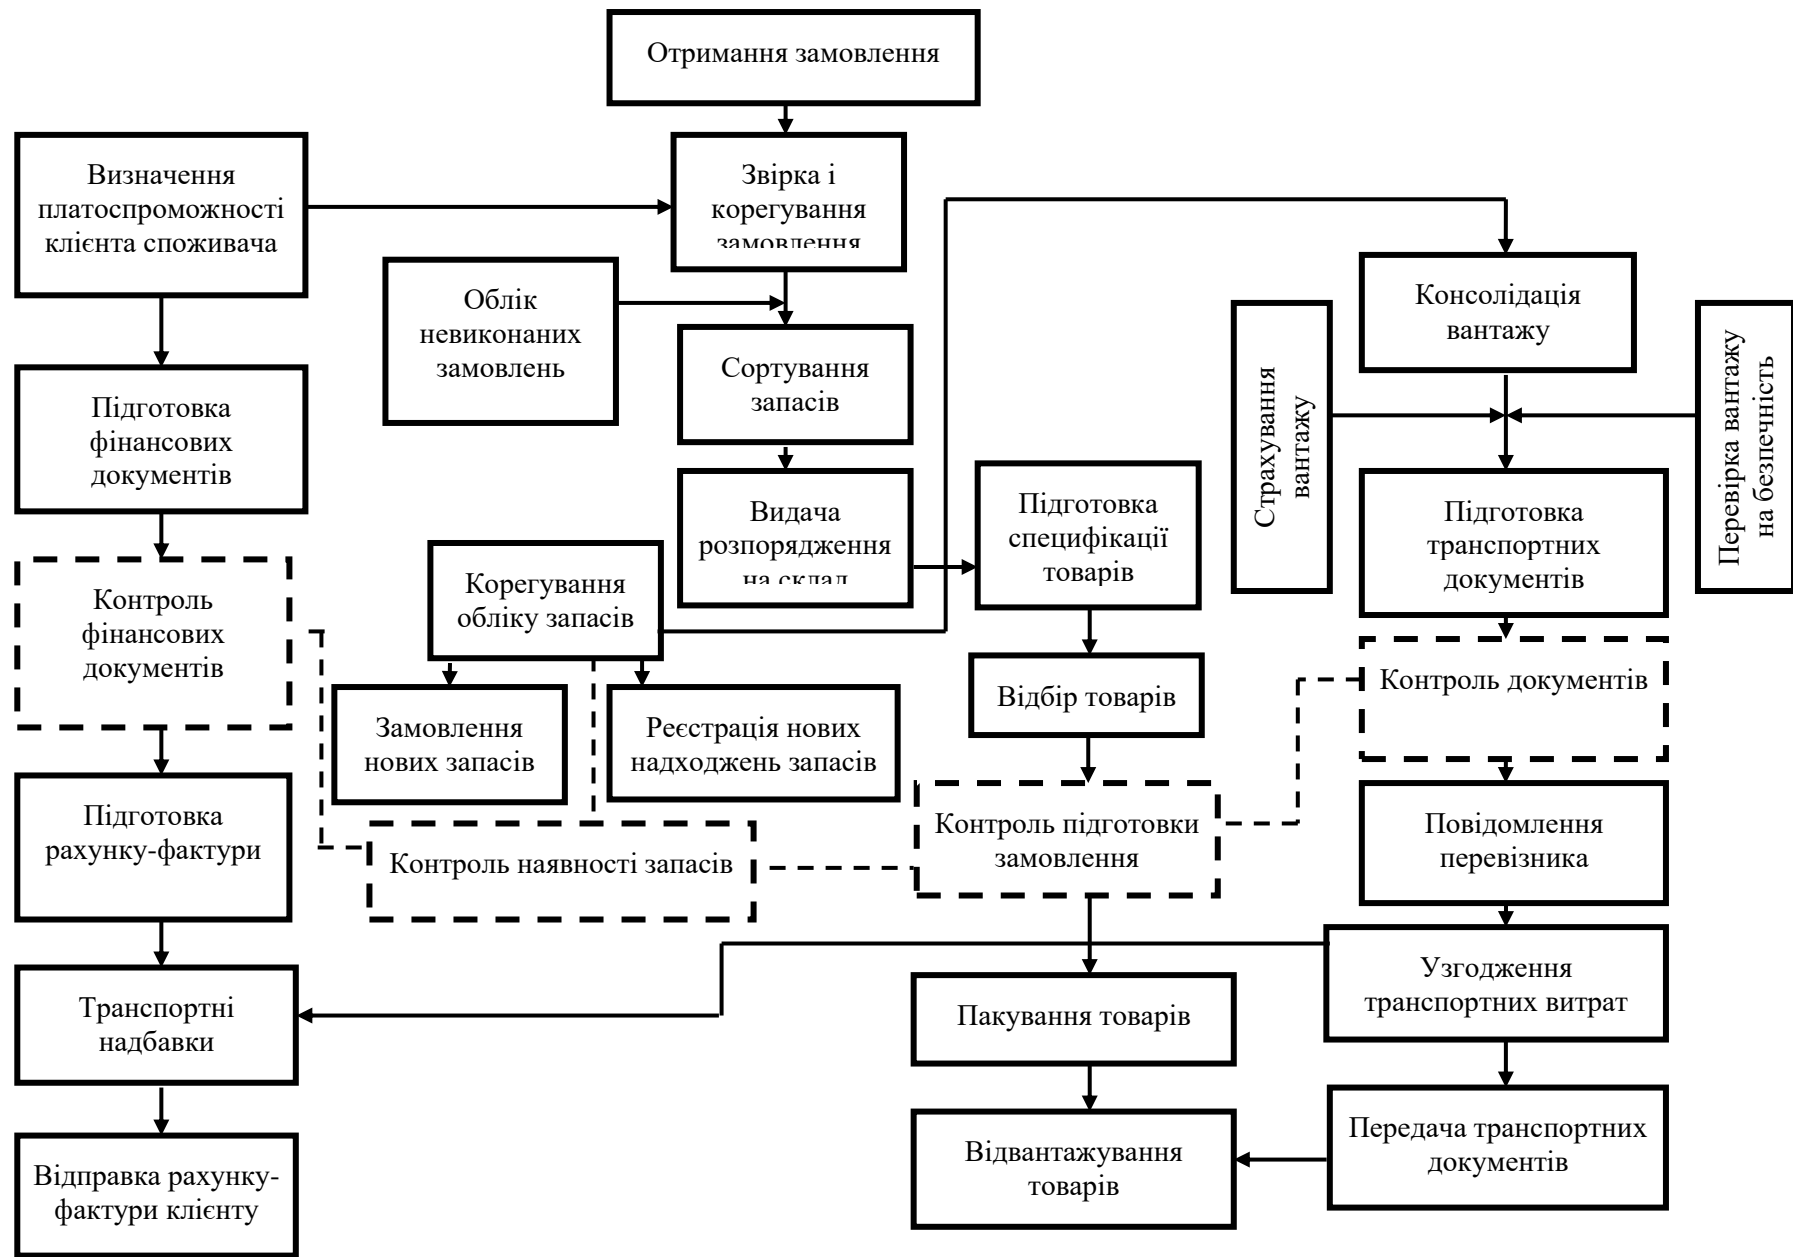 Отримання замовлення
Визначення
платоспроможності
клієнта споживача
Звірка і
корегування
замовлення
Облік
невиконаних
замовлень
Консолідація
вантажу
Страхування
вантажу
Перевірка вантажу
на безпечність
Сортування
запасів
Підготовка
фінансових
документів
Видача
розпорядження
на склад
Підготовка
специфікації
товарів
Підготовка
транспортних
документів
Корегування
обліку запасів
Контроль
фінансових
документів
Відбір товарів
Контроль документів
Замовлення
нових запасів
Реєстрація нових
надходжень запасів
Підготовка
рахунку-фактури
Контроль наявності запасів
Контроль підготовки
замовлення
Повідомлення
перевізника
Транспортні
надбавки
Пакування товарів
Узгодження
транспортних витрат
Відправка рахунку-
фактури клієнту
Відвантажування
товарів
Передача транспортних
документів